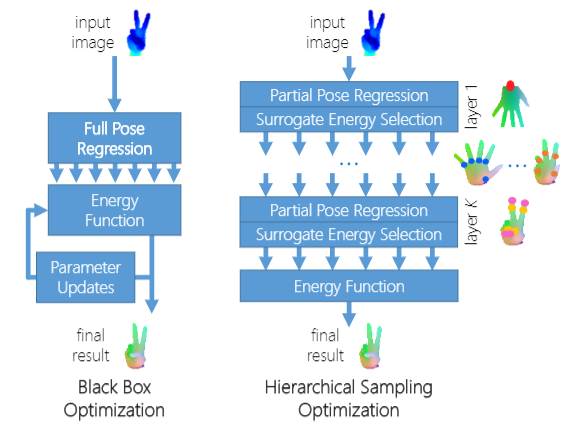 input
image
Full Pose
Regression
Energy
Function
Parameter
Updates
final
result
Black Box
Optimization
input
image
Partial Pose Regression
Surrogate Energy Selection
layer 1
...
...
Partial Pose Regression
Surrogate Energy Selection
layer K
Energy Function
final
result
Hierarchical Sampling
Optimization